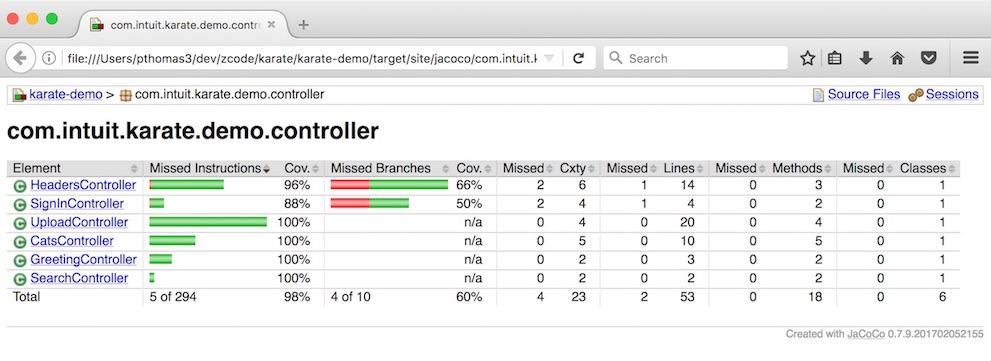 com.intuit.karate.demo.contro
file:///Users/pthomas3/dev/zcode/karate/karate-demo/target/site/jacoco/com.intuit.k
Search
karate-demo > com.intuit.karate.demo.controller
Source Files Sessions
com.intuit.karate.demo.controller
Element Missed Instructions Cov. Missed Branches Cov. Missed Cxty Missed Lines Missed Methods Missed Classes
HeadersController 96% 66% 2 6 1 14 0 3 0 1
SignInController 88% 50% 2 4 1 4 0 2 0 1
UploadController 100% n/a 0 4 0 20 0 4 0 1
CatsController 100% n/a 0 5 0 10 0 5 0 1
GreetingController 100% n/a 0 2 0 3 0 2 0 1
SearchController 100% n/a 0 2 0 2 0 2 0 1
Total 5 of 294 98% 4 of 10 60% 4 23 2 53 0 18 0 6
Created with JaCoCo 0.7.9.201702052155